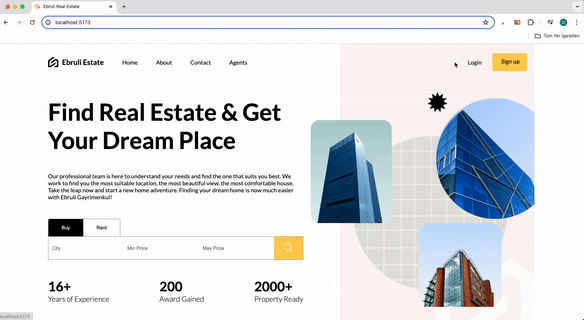 Ebruli Estate
localhost:5173
Tüm Yer İşaretleri
Ebruli Estate
Home
About
Contact
Agents
Login
Sign up
Find Real Estate & Get
Your Dream Place
Our professional team is here to understand your needs and find the one that suits you best. We
work to find you the most suitable location, the most beautiful view, the most comfortable house.
Take the leap now and start a new home adventure. Finding your dream home is now much easier
with Ebruli Gayrimenkul!
Buy
Rent
City
Min Price
Max Price
16+
Years of Experience
200
Award Gained
2000+
Property Ready
localhost:5173